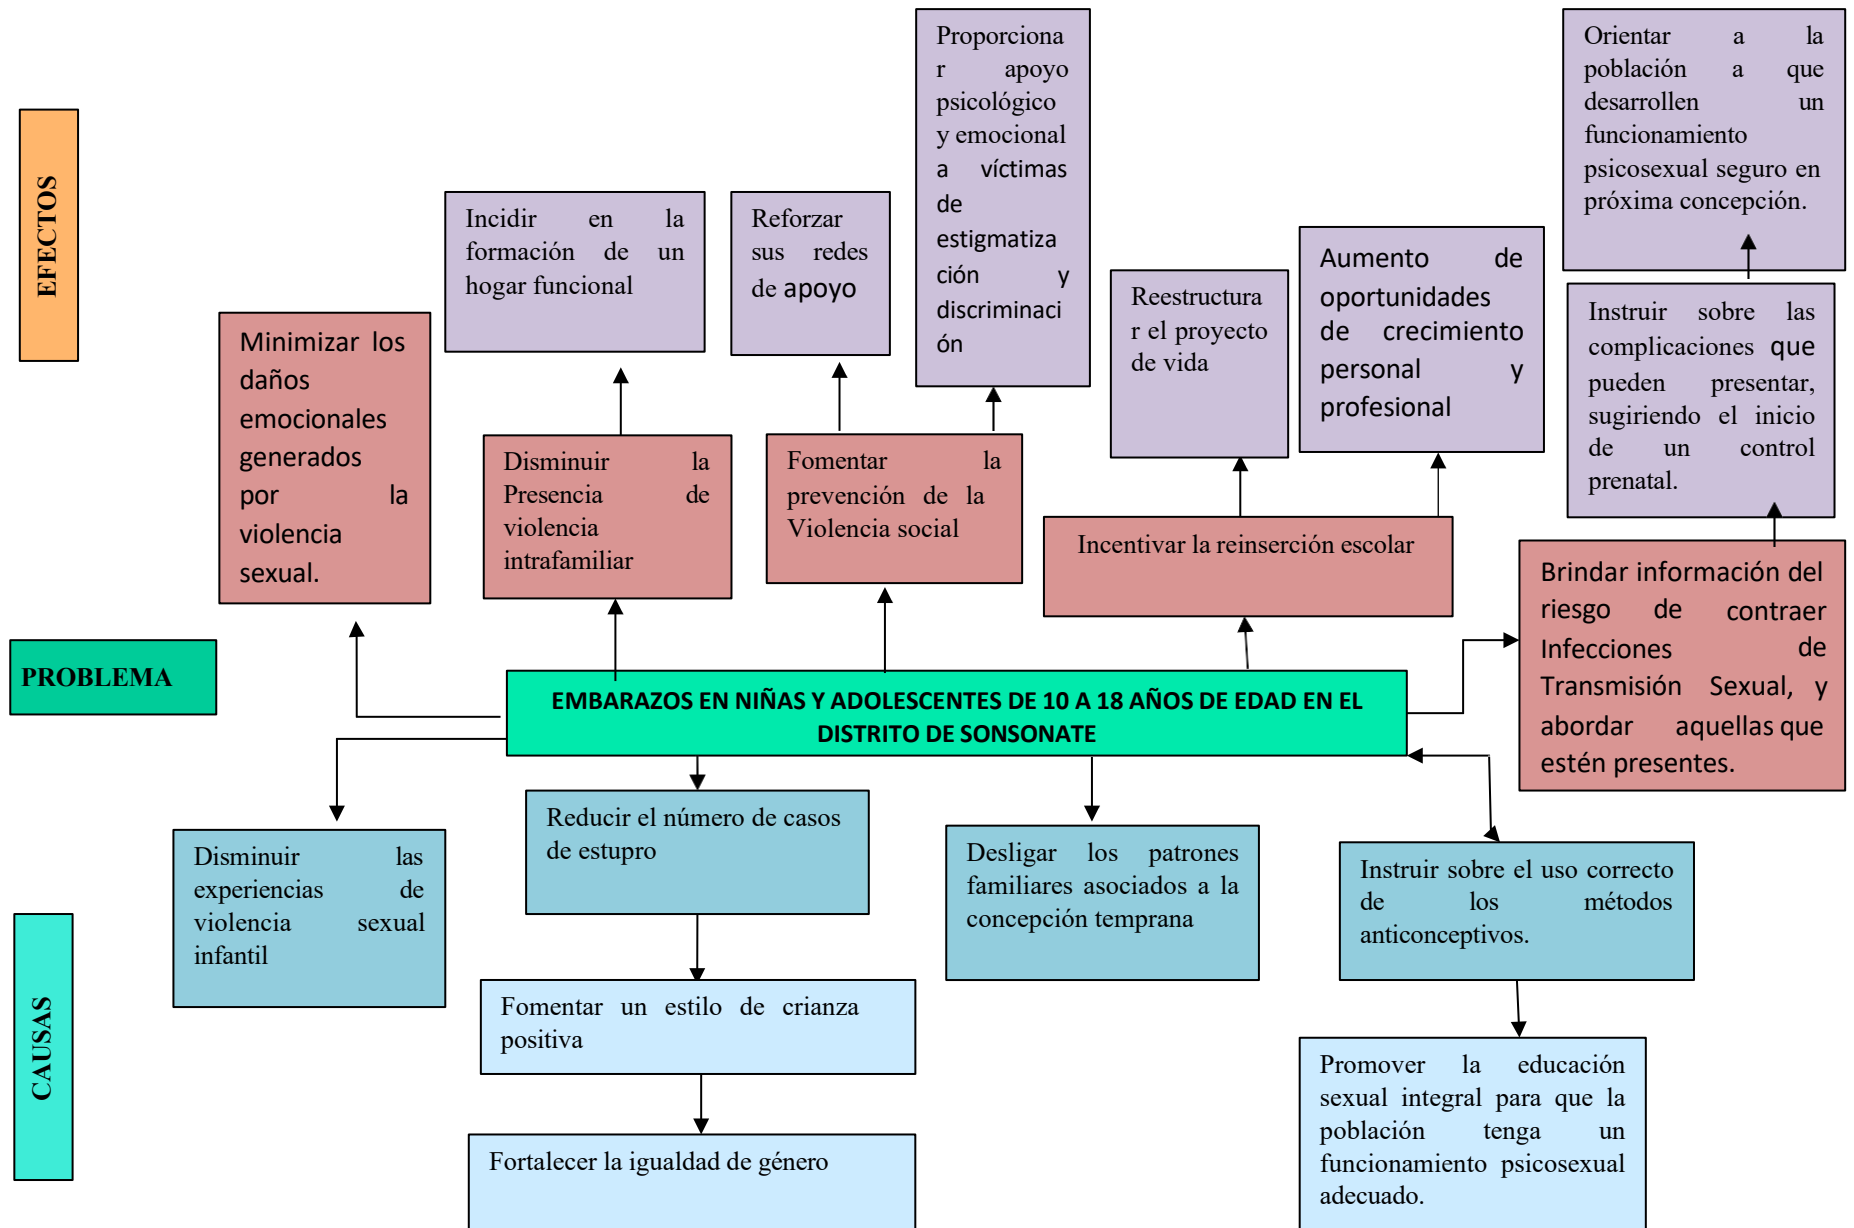 EFECTOS
Minimizar los
daños
emocionales
generados
por la
violencia
sexual.
Incidir en la
formación de un
hogar funcional
Disminuir la
Presencia de
violencia
intrafamiliar
Reforzar
sus redes
de apoyo
Proporciona
r apoyo
psicológico
y emocional
a víctimas
de
estigmatiza
ción y
discriminaci
ón
Fomentar la
prevención de la
Violencia social
Reestructura
r el proyecto
de vida
Aumento de
oportunidades
de crecimiento
personal y
profesional
Incentivar la reinserción escolar
Orientar a la
población a que
desarrollen un
funcionamiento
psicosexual seguro en
próxima concepción.
Instruir sobre las
complicaciones que
pueden presentar,
sugiriendo el inicio
de un control
prenatal.
Brindar información del
riesgo de contraer
Infecciones de
Transmisión Sexual, y
abordar aquellas que
estén presentes.
PROBLEMA
EMBARAZOS EN NIÑAS Y ADOLESCENTES DE 10 A 18 AÑOS DE EDAD EN EL
DISTRITO DE SONSONATE
CAUSAS
Disminuir las
experiencias de
violencia sexual
infantil
Reducir el número de casos
de estupro
Fomentar un estilo de crianza
positiva
Fortalecer la igualdad de género
Desligar los patrones
familiares asociados a la
concepción temprana
Instruir sobre el uso correcto
de los métodos
anticonceptivos.
Promover la educación
sexual integral para que la
población tenga un
funcionamiento psicosexual
adecuado.